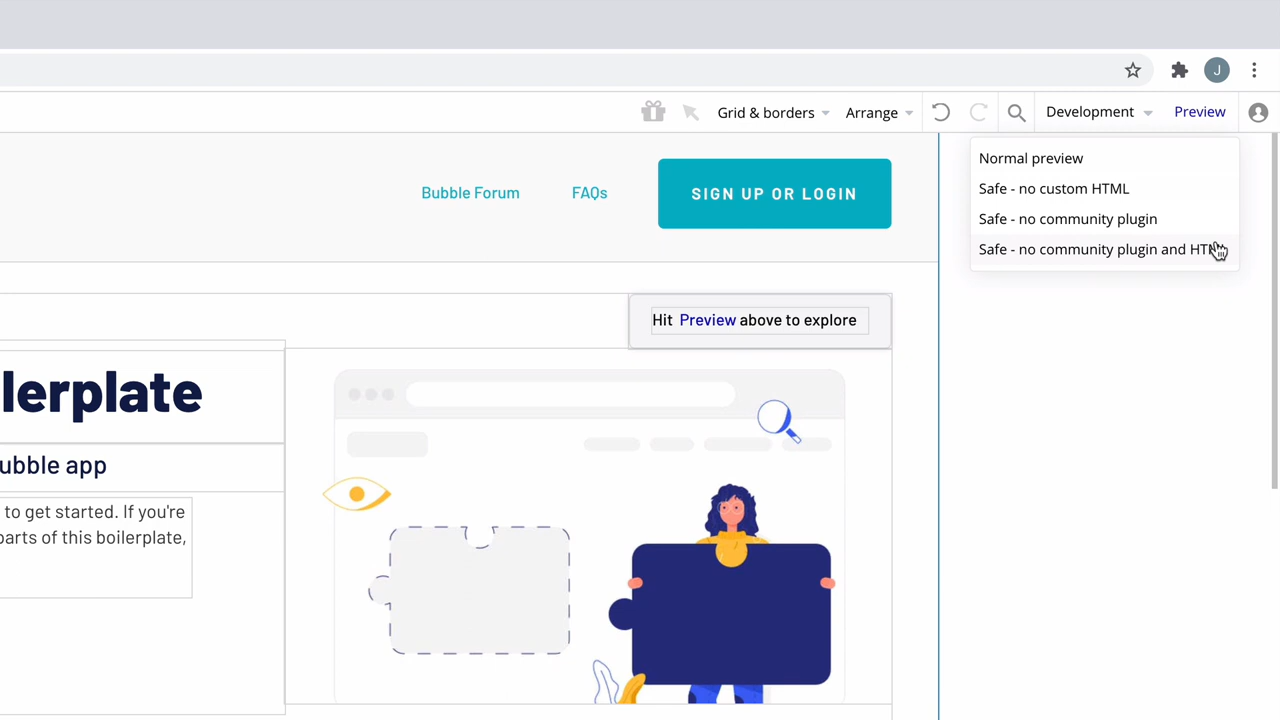 J
Grid & borders Arrange Development Preview
Normal preview
Safe - no custom HTML
Safe - no community plugin
Safe - no community plugin and
Bubble Forum FAQs SIGN UP OR LOGIN
Hit Preview above to explore
lerplate
ubble app
to get started. If you're
parts of this boilerplate,